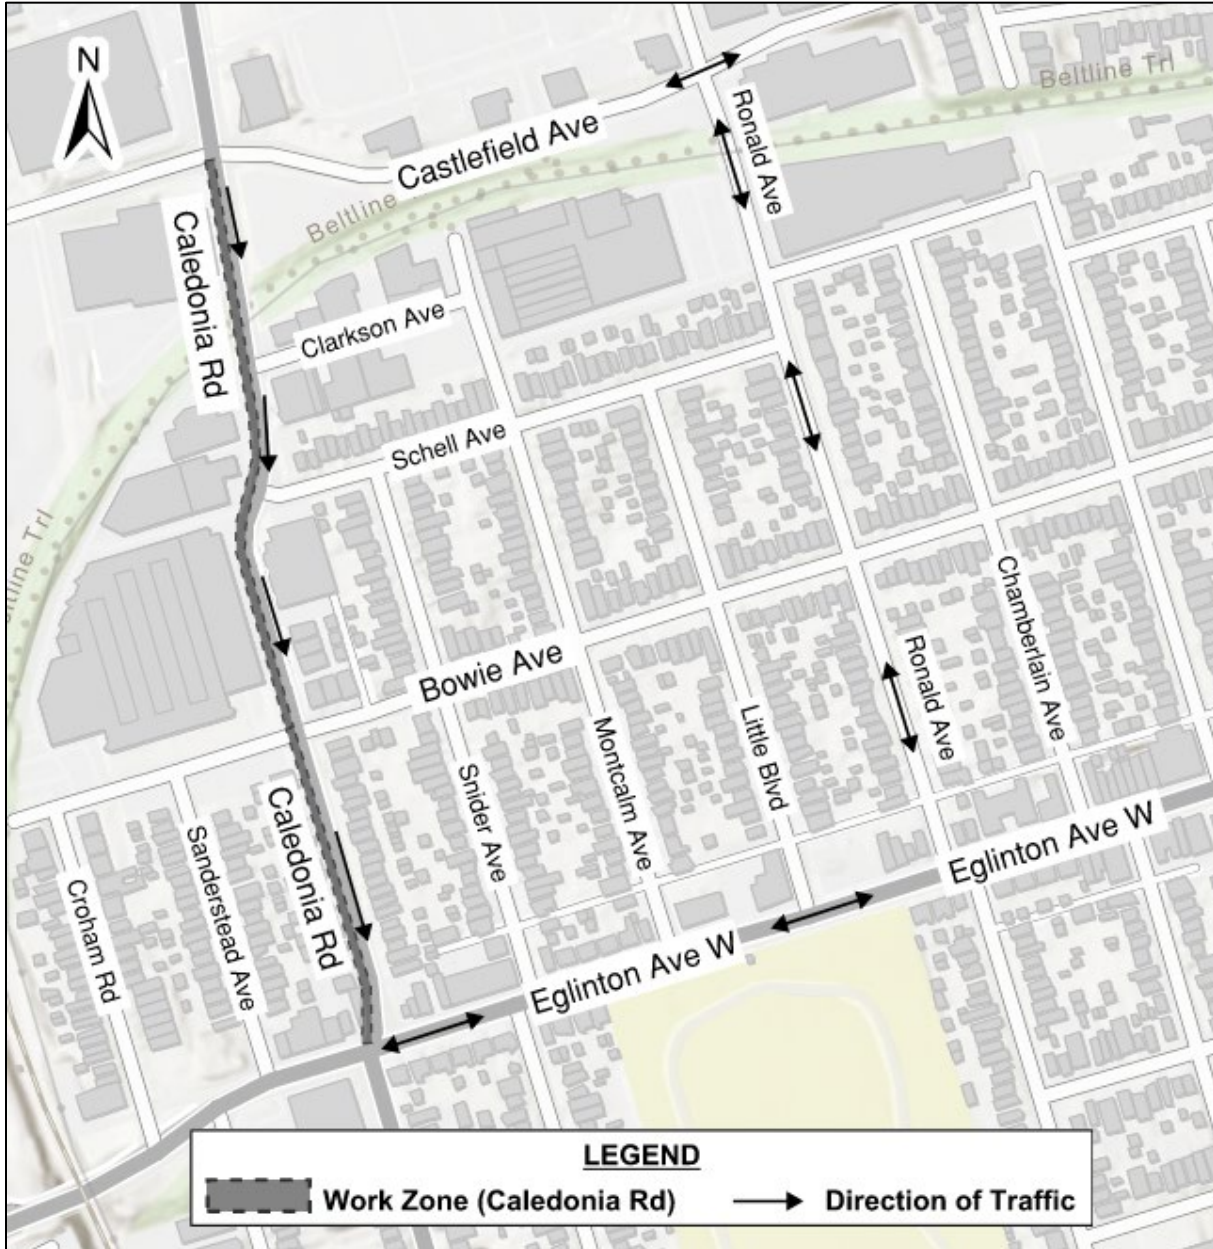 N
Beltline Trl
Castlefield Ave
Ronald Ave
Beltline
Caledonia Rd
Clarkson Ave
Schell Ave
ltline Trl
Chamberlain Ave
Bowie Ave
Ronald Ave
Little Blvd
Montcalm Ave
Snider Ave
Caledonia Rd
Sanderstead Ave
Croham Rd
Eglinton Ave W
Eglinton Ave W
LEGEND
Work Zone (Caledonia Rd)
Direction of Traffic